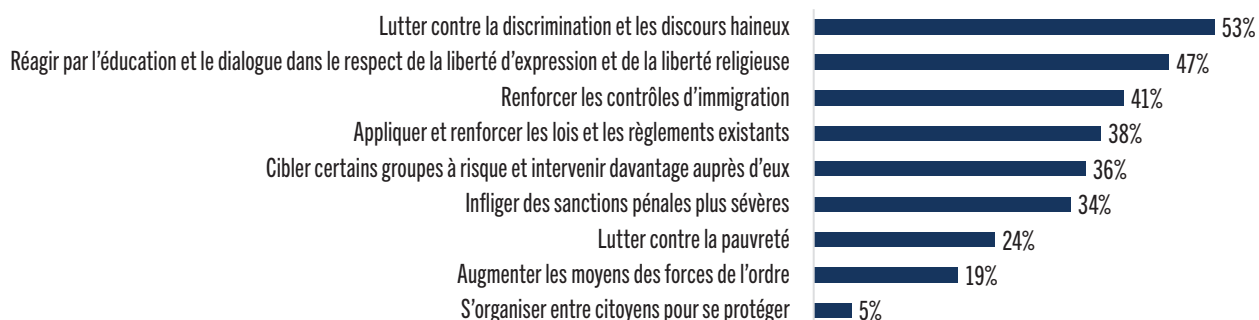 Lutter contre la discrimination et les discours haineux 53%
Réagir par l'éducation et le dialogue dans le respect de la liberté d'expression et de la liberté religieuse 47%
Renforcer les contrôles d'immigration 41%
Appliquer et renforcer les lois et les règlements existants 38%
Cibler certains groupes à risque et intervenir davantage auprès d'eux 36%
Infliger des sanctions pénales plus sévères 34%
Lutter contre la pauvreté 24%
Augmenter les moyens des forces de l'ordre 19%
S'organiser entre citoyens pour se protéger 5%